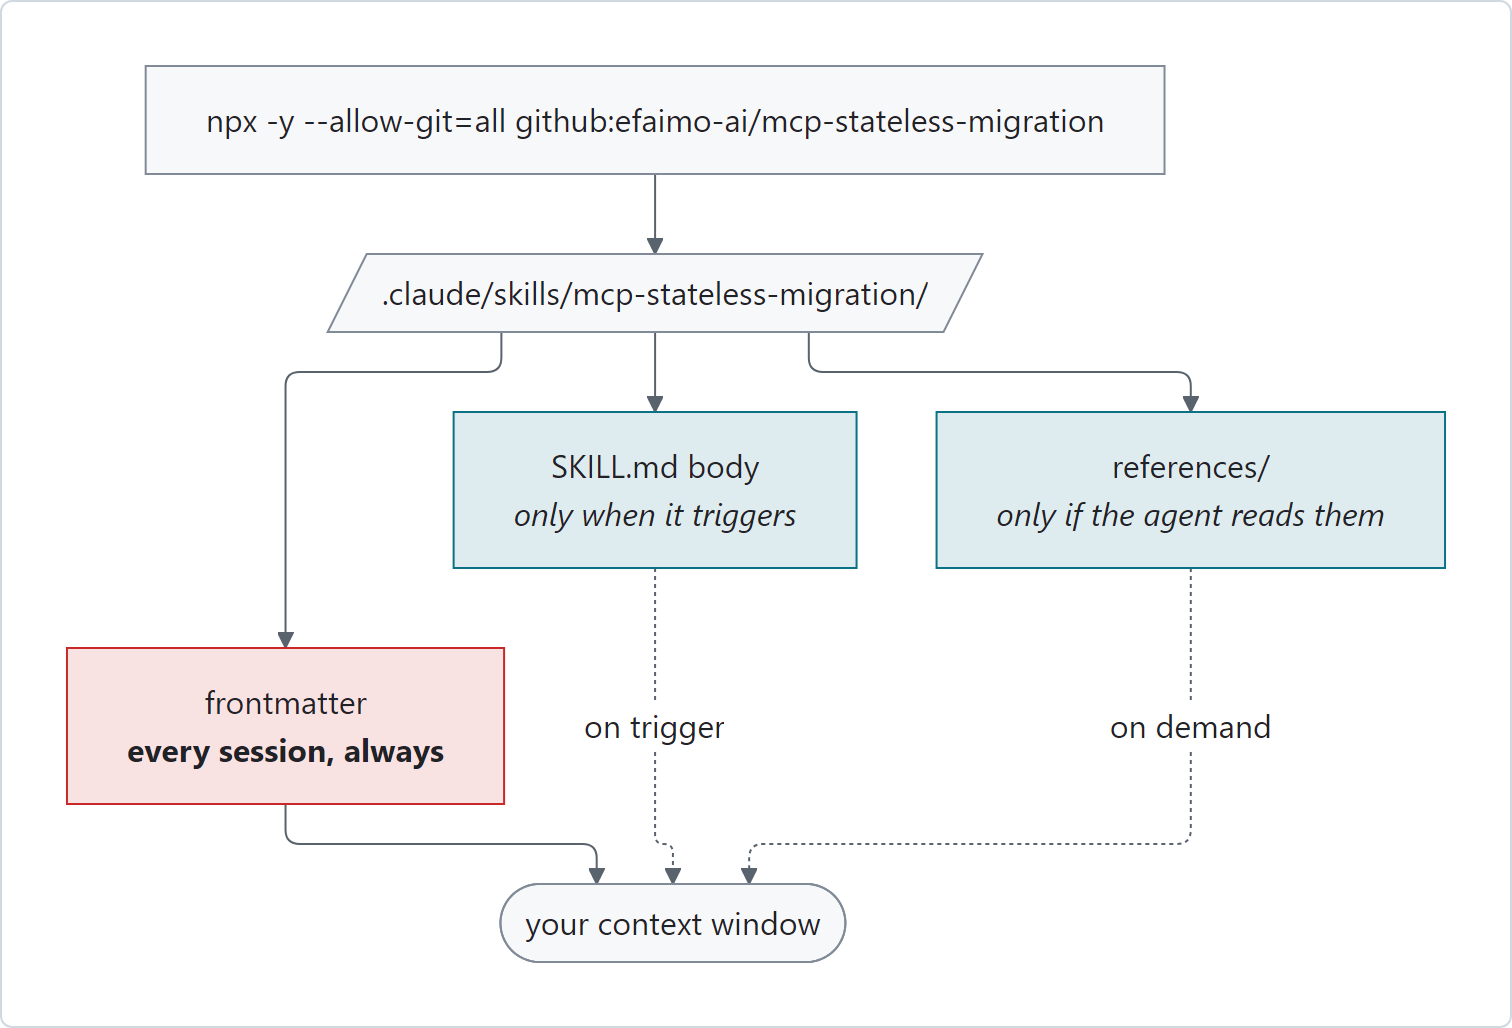 npx -y --allow-git=all github:efaimo-ai/mcp-stateless-migration
.claude/skills/mcp-stateless-migration/
SKILL.md body
only when it triggers
references/
only if the agent reads them
frontmatter
every session, always
on trigger
on demand
your context window